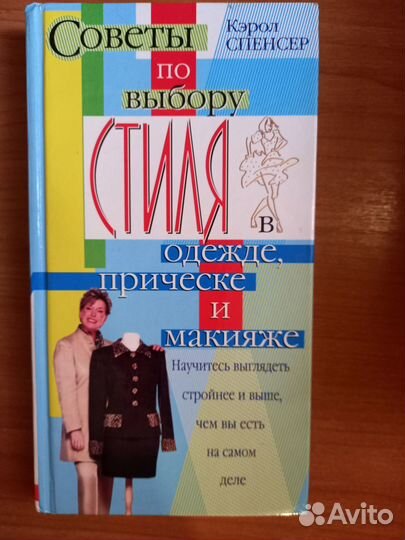 Кэрол
СПЕНСЕР
Советы
по
выбору
СТИЛЯ
в
одежде,
прическе
и
макияже
Научитесь выглядеть
стройнее и выше,
чем вы есть
на самом
деле
Avito